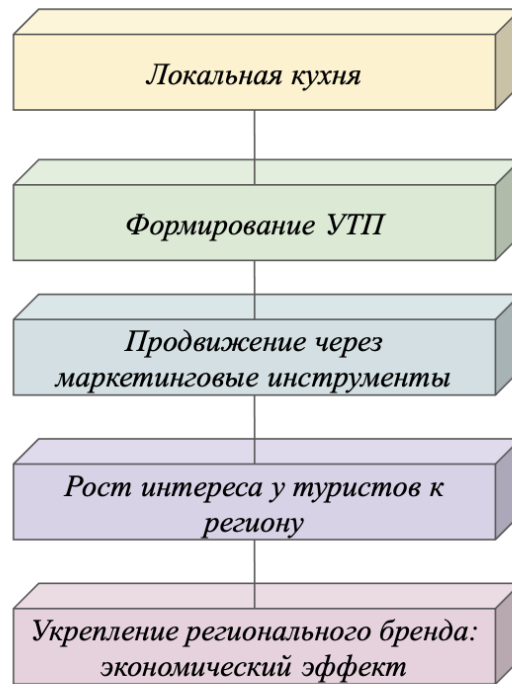 Локальная кухня
Формирование УТП
Продвижение через
маркетинговые инструменты
Рост интереса у туристов к
региону
Укрепление регионального бренда:
экономический эффект